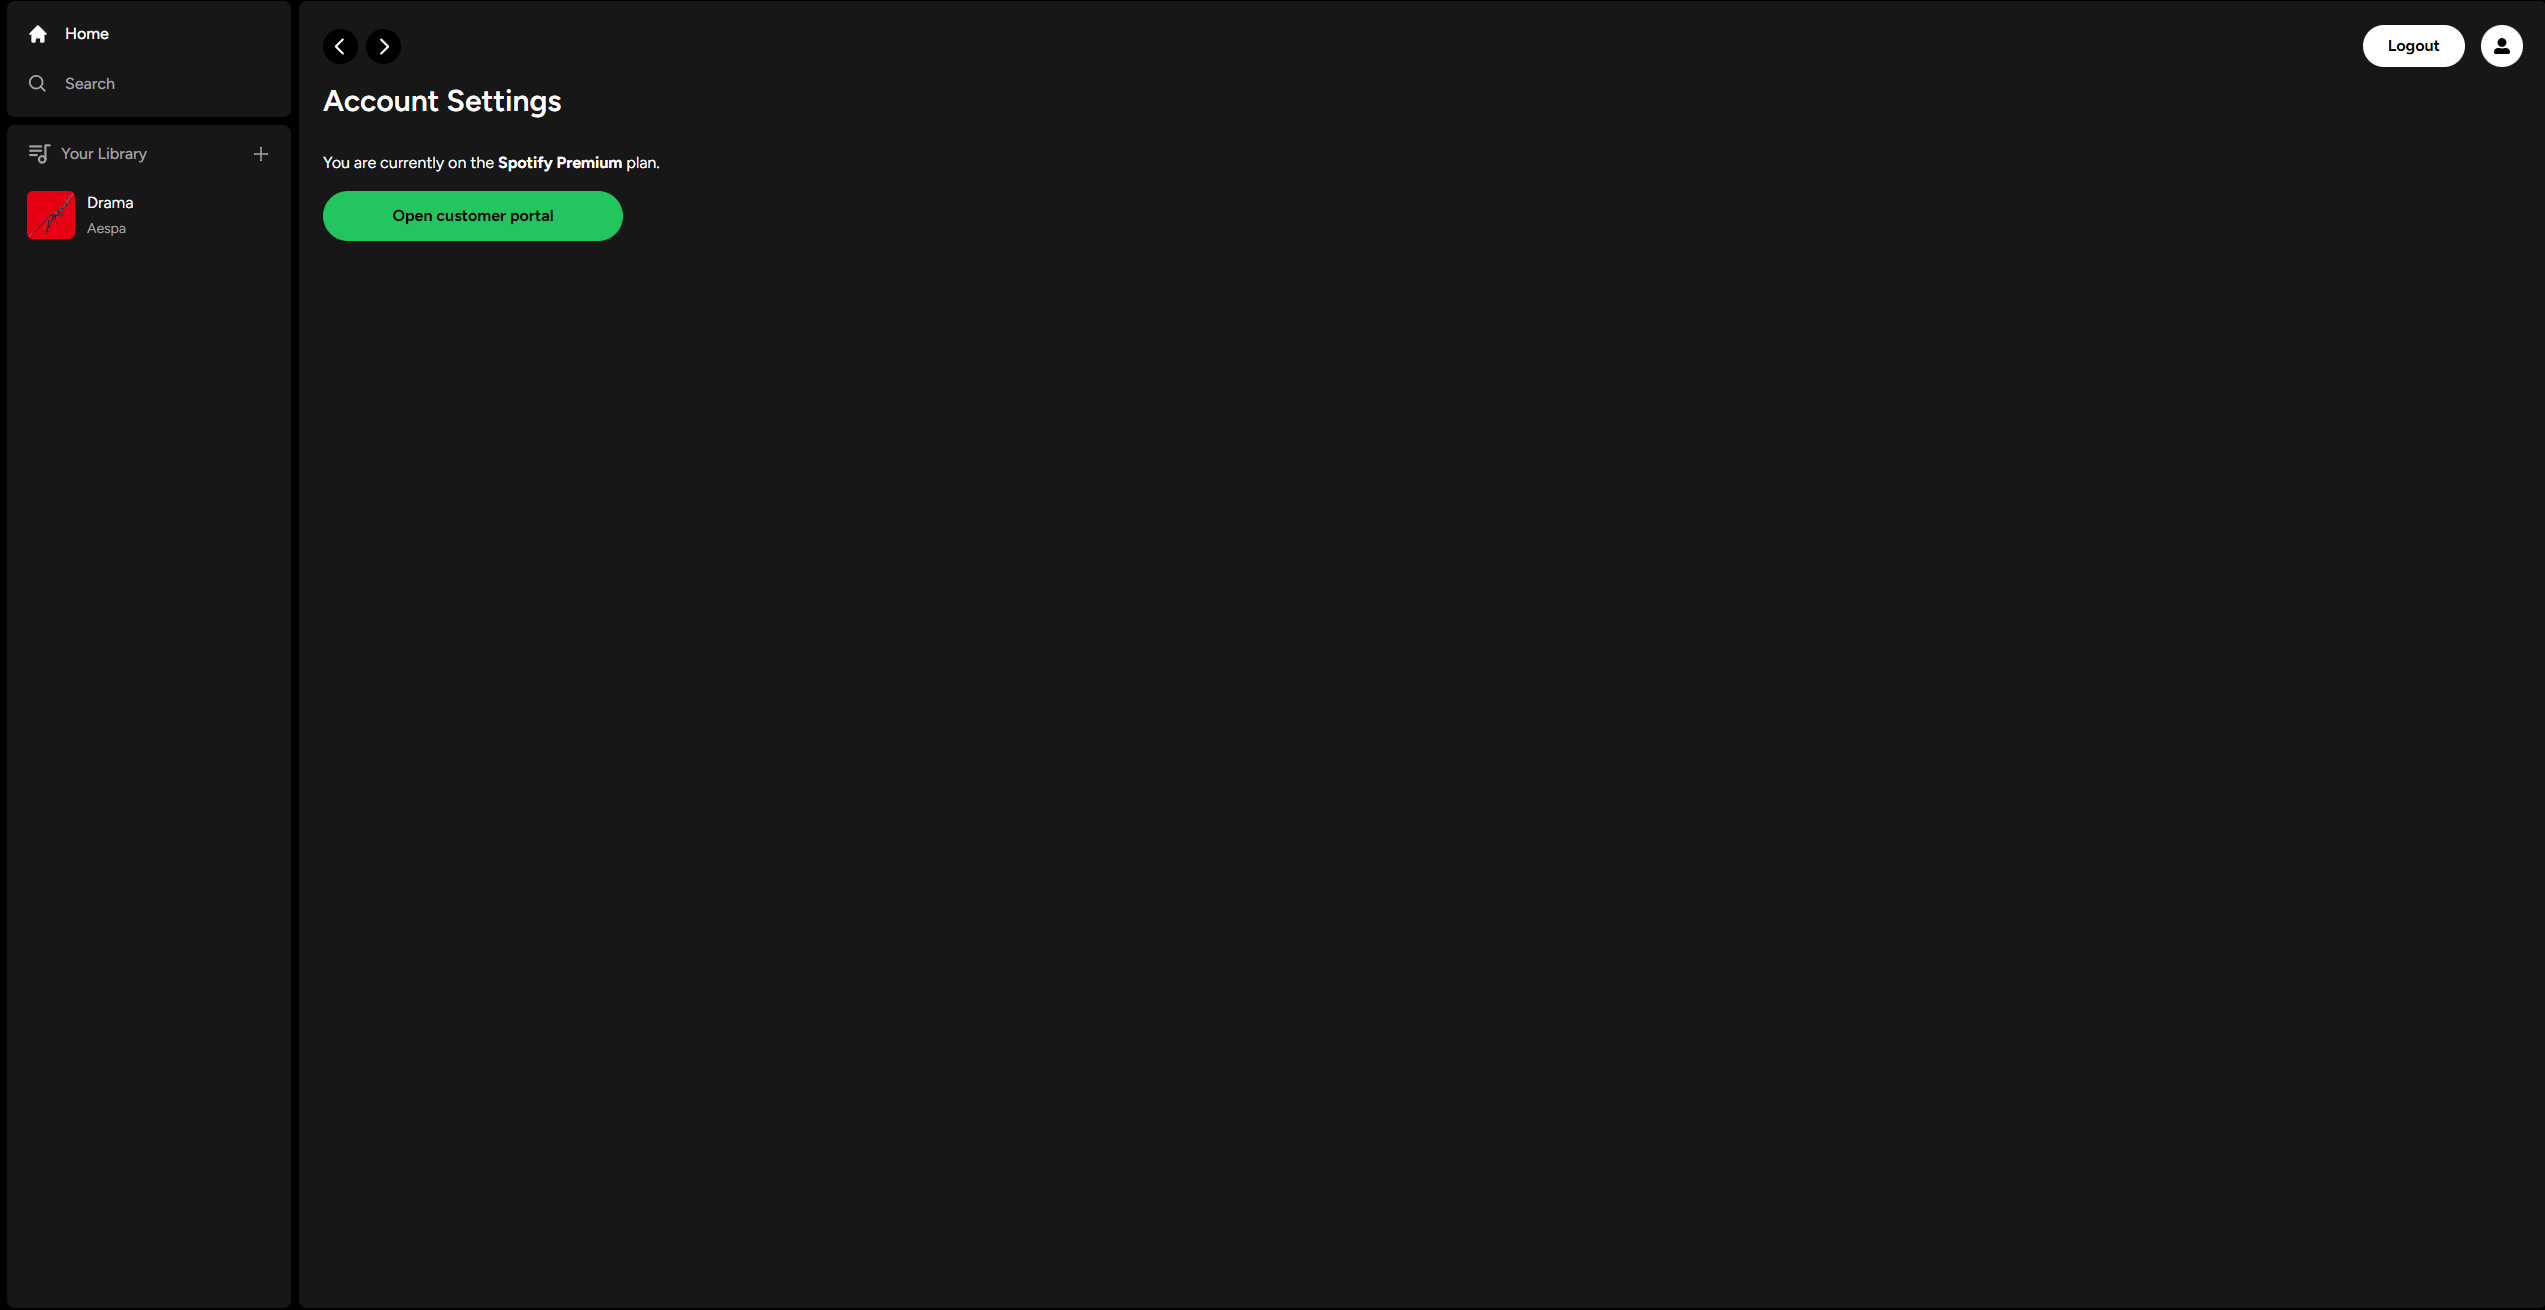 Home
Search
Your Library
Drama
Aespa
Logout
Account Settings
You are currently on the Spotify Premium plan.
Open customer portal